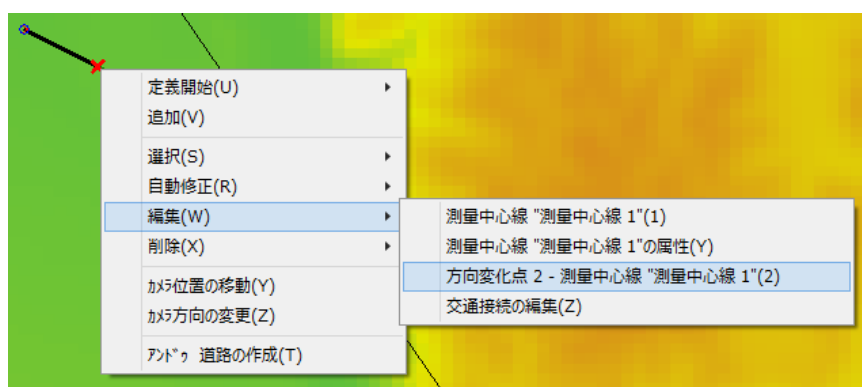 定義開始(U)
追加(V)
選択(S)
自動修正(R)
編集(W)
測量中心線 "測量中心線 1"(1)
測量中心線 "測量中心線 1"の属性(Y)
方向変化点 2 - 測量中心線 "測量中心線 1"(2)
交通接続の編集(Z)
削除(X)
ｶﾒﾗ位置の移動(Y)
ｶﾒﾗ方向の変更(Z)
ｱﾝﾄﾞｩ 道路の作成(T)